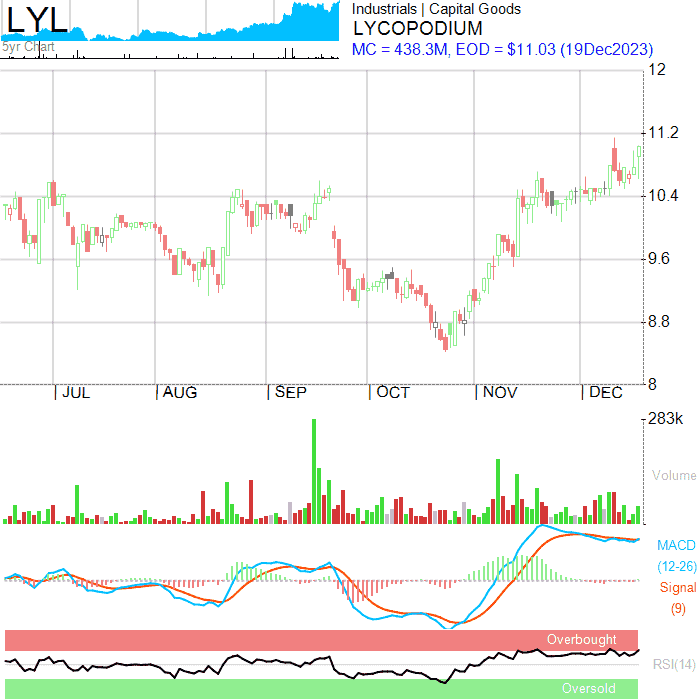 LYL
5yr Chart
Industrials | Capital Goods
LYCOPODIUM
MC = 438.3M, EOD = $11.03 (19Dec2023)
12
11.2
10.4
9.6
8.8
8
JUL AUG SEP OCT NOV DEC
283k
Volume
MACD
(12-26)
Signal
(9)
Overbought
RSI(14)
Oversold